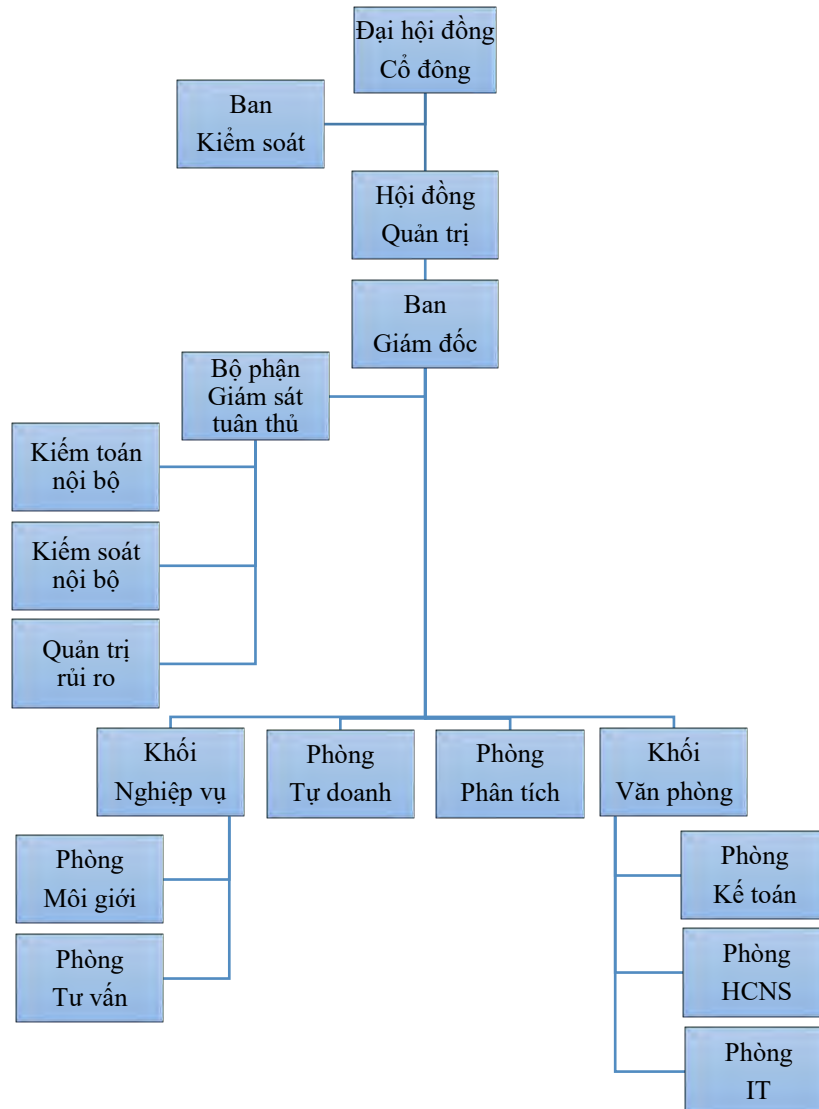 Đại hội đồng
Cổ đông
Ban
Kiểm soát
Hội đồng
Quản trị
Ban
Giám đốc
Bộ phận
Giám sát
tuân thủ
Kiểm toán
nội bộ
Kiểm soát
nội bộ
Quản trị
rủi ro
Khối
Nghiệp vụ
Phòng
Tự doanh
Phòng
Phân tích
Khối
Văn phòng
Phòng
Môi giới
Phòng
Tư vấn
Phòng
Kế toán
Phòng
HCNS
Phòng
IT